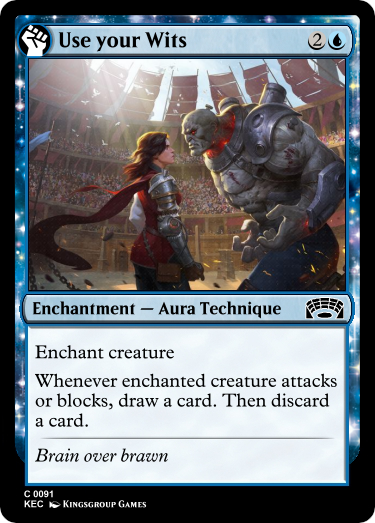 Use your Wits 2
Enchantment — Aura Technique
Enchant creature
Whenever enchanted creature attacks
or blocks, draw a card. Then discard
a card.
Brain over brawn
C 0091
KEC Kingsgroup Games